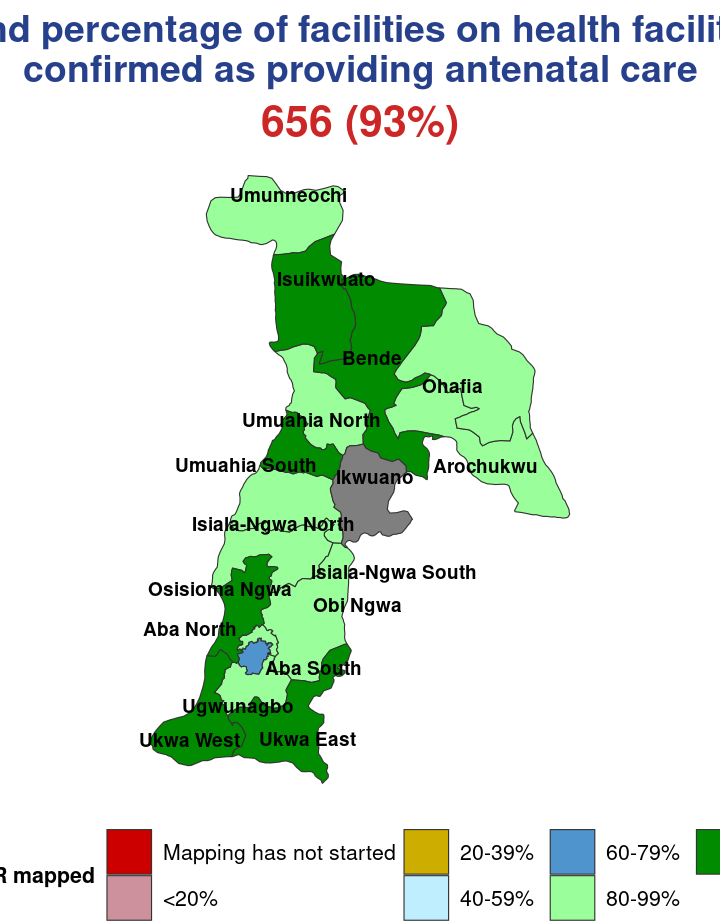 nd percentage of facilities on health facilit
confirmed as providing antenatal care
656 (93%)
Umunneochi
Isuikwuato
Bende
Ohafia
Umuahia North
Umuahia South
Arochukwu
Ikwuano
Isiala-Ngwa North
Isiala-Ngwa South
Osisioma Ngwa
Obi Ngwa
Aba North
Aba South
Ugwunagbo
Ukwa West
Ukwa East
R mapped
Mapping has not started
20-39%
60-79%
<20%
40-59%
80-99%